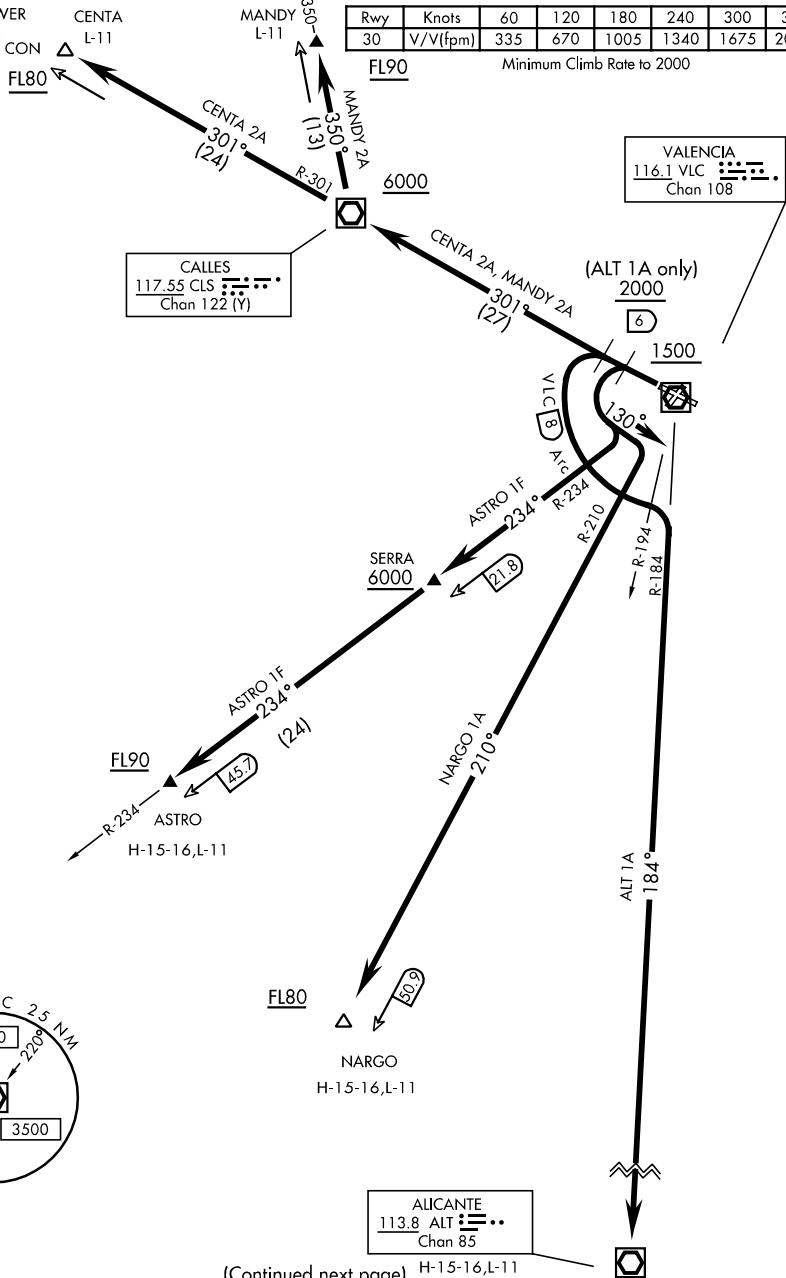 VER
CON
CENTA
L-11
FL80
MANDY
L-11
350
FL90
Rwy Knots 60 120 180 240 300 3
30 V/V(fpm) 335 670 1005 1340 1675 20
Minimum Climb Rate to 2000
CENTA 2A
301°
(24)
R-301
MANDY 2A
350°
(13)
6000
VALENCIA
116.1 VLC
Chan 108
CALLES
117.55 CLS
Chan 122 (Y)
CENTA 2A, MANDY 2A
301°
(27)
(ALT 1A only)
2000
6
1500
VLC 8 Arc
130°
ASTRO 1F
234°
R-234
R-210
R-194
R-184
SERRA
6000
21.8
ASTRO 1F
234°
(24)
FL90
45.7
R-234
ASTRO
H-15-16,L-11
NARGO 1A
210°
ALT 1A
184°
FL80
50.9
NARGO
H-15-16,L-11
C 25 NM
0
220°
3500
ALICANTE
113.8 ALT
Chan 85
H-15-16,L-11
(Continued next page)